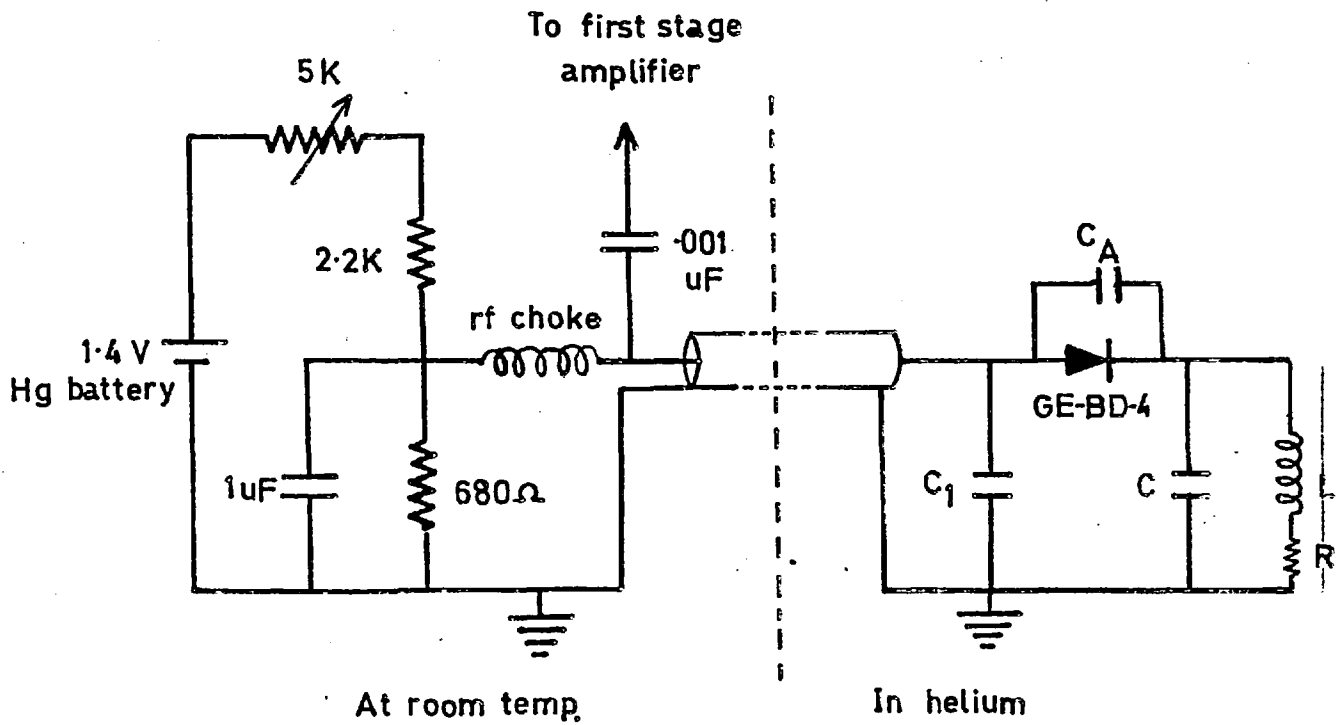 To first stage
amplifier
5K
2.2K
.001
uF
C_A
rf choke
1.4 V
Hg battery
GE-BD-4
1uF
680Ω
C_1
C
L
R
At room temp.
In helium